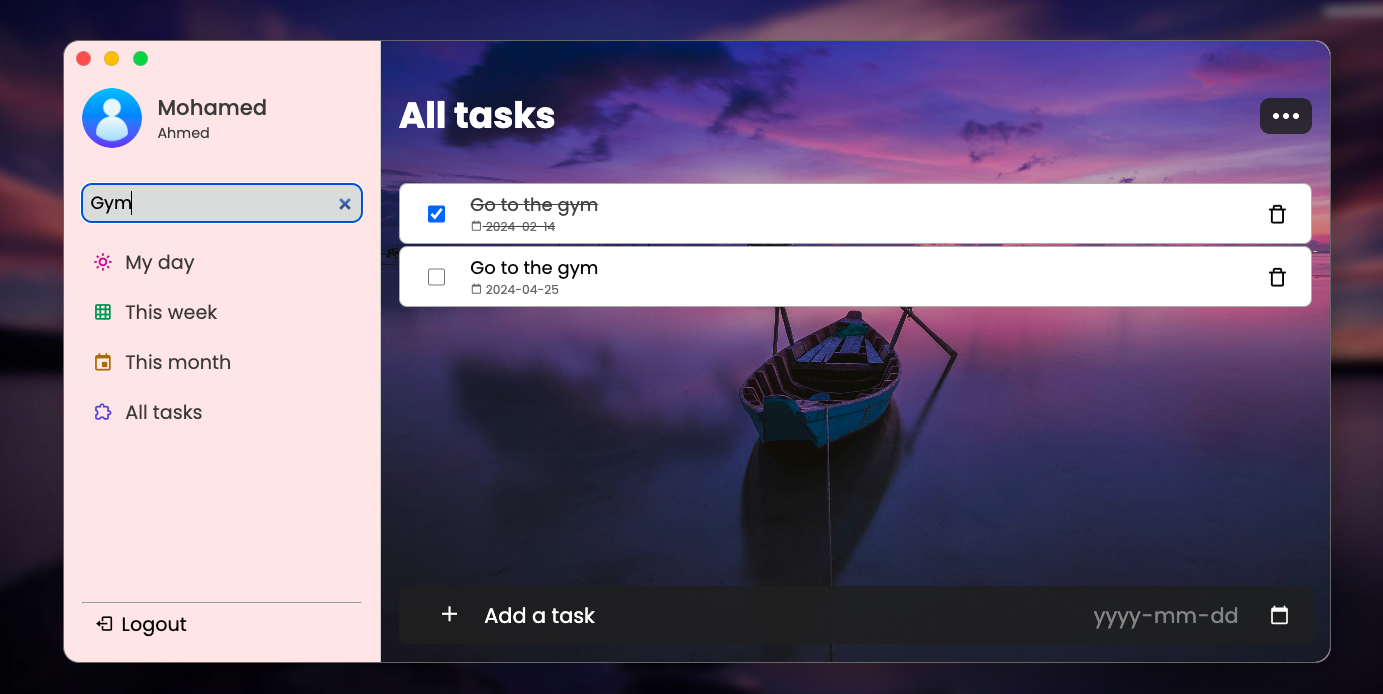 Mohamed
Ahmed
Gym
My day
This week
This month
All tasks
Logout
All tasks
Go to the gym
2024-02-14
Go to the gym
2024-04-25
Add a task
yyyy-mm-dd